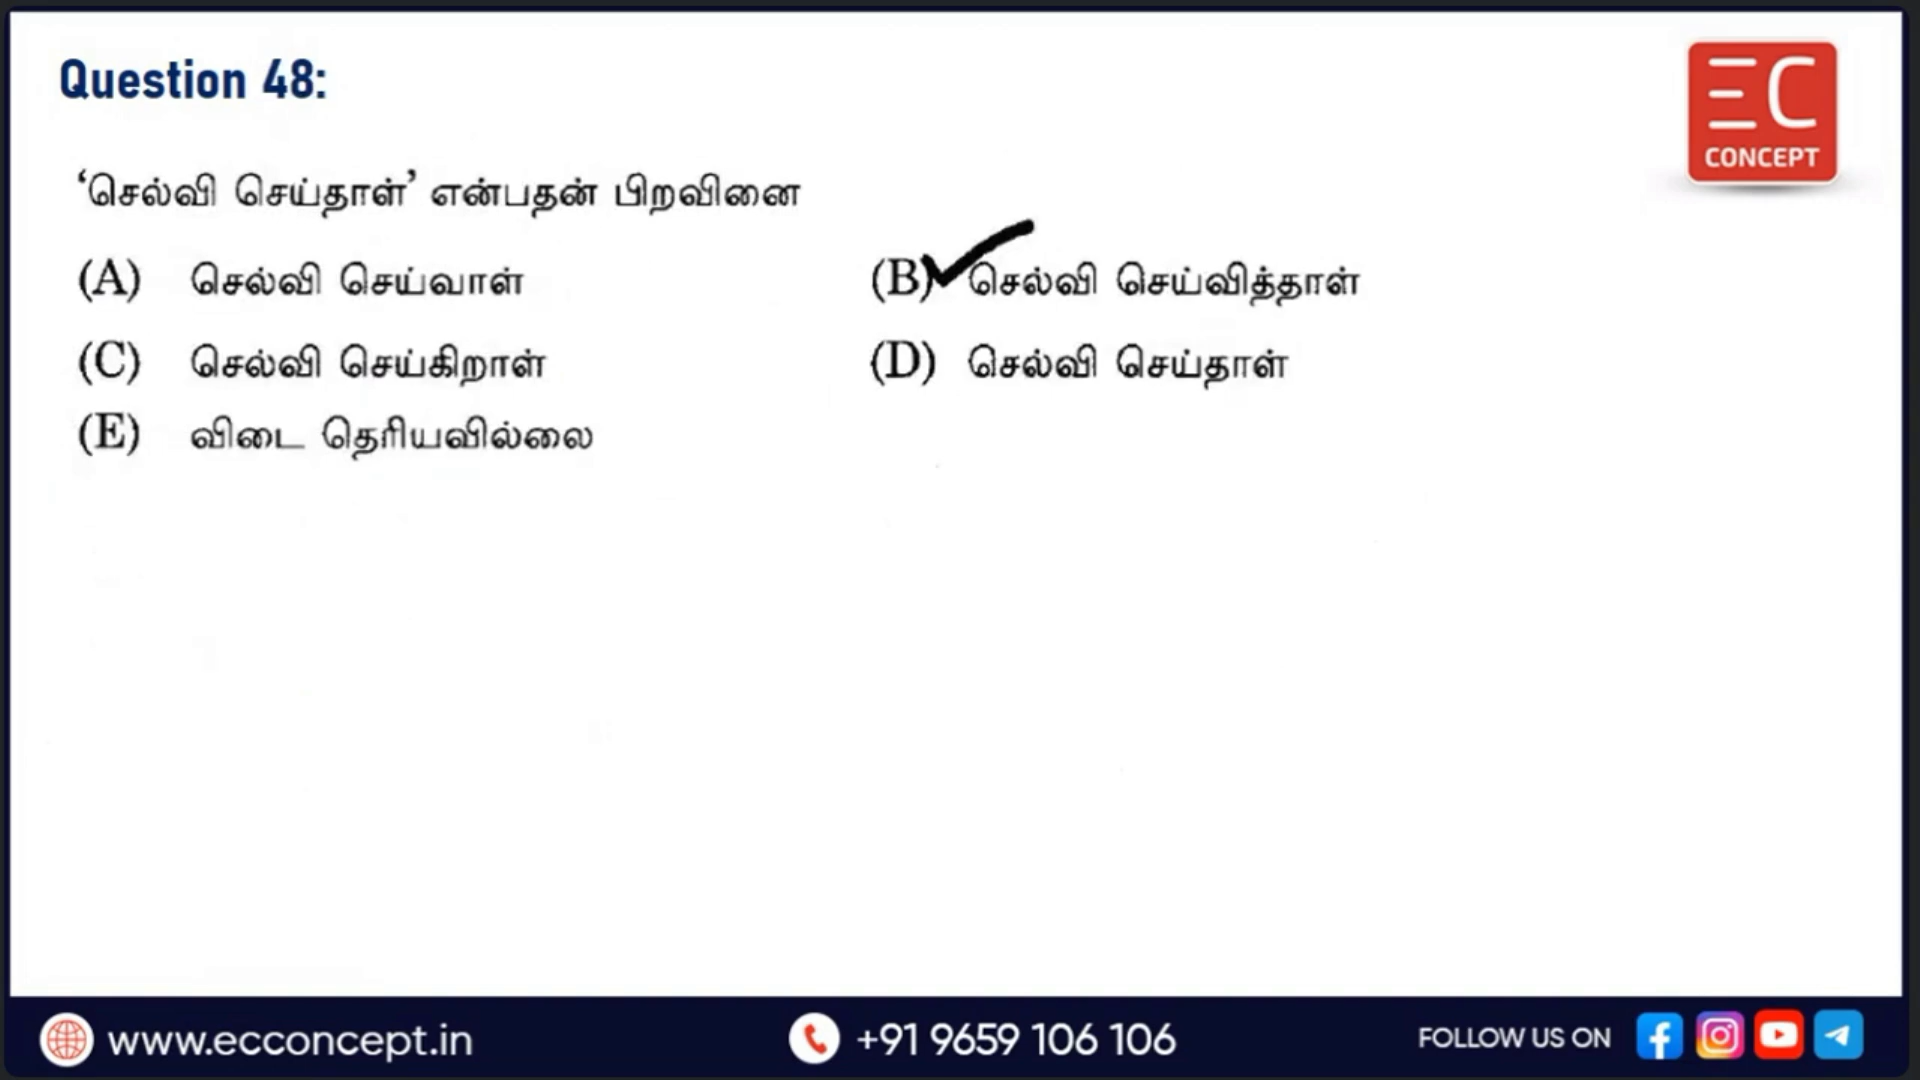 Question 48:
EC
CONCEPT
‘செல்வி செய்தாள்’ என்பதன் பிறவினை
(A) செல்வி செய்வாள் (B) செல்வி செய்வித்தாள்
(C) செல்வி செய்கிறாள் (D) செல்வி செய்தாள்
(E) விடை தெரியவில்லை
www.ecconcept.in +91 9659 106 106 FOLLOW US ON